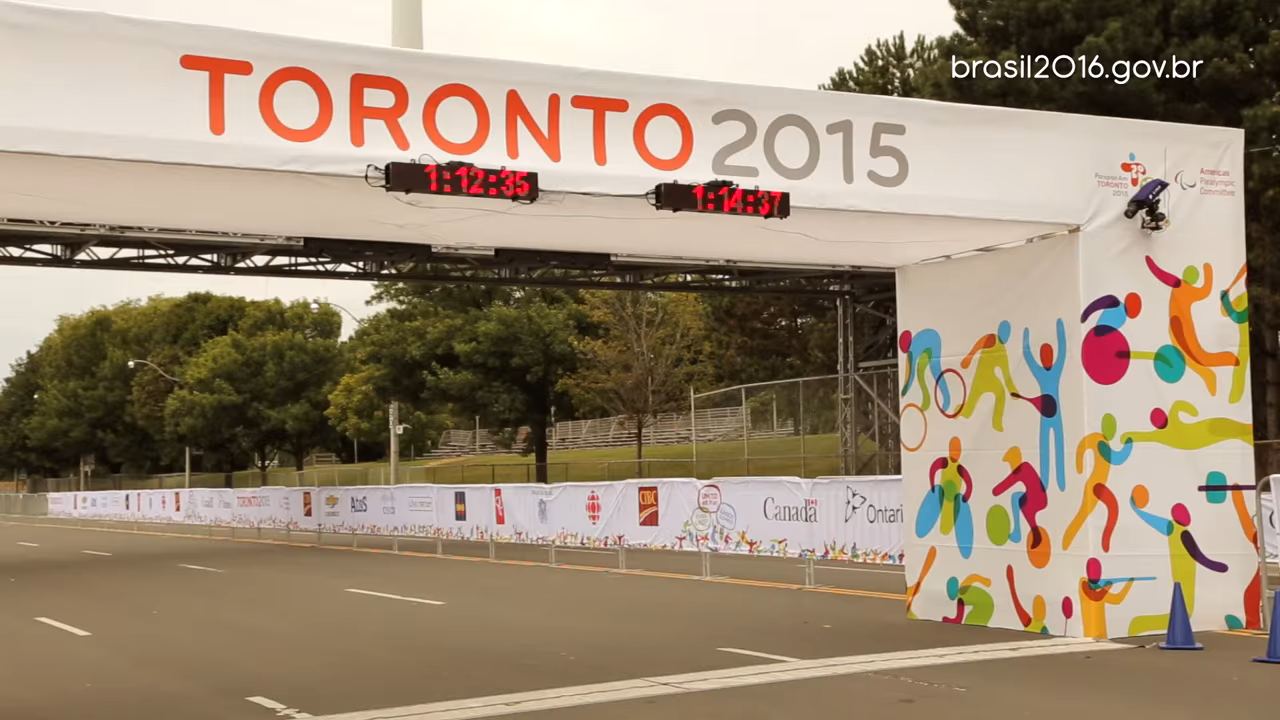 brasil2016.gov.br
TORONTO 2015
1:12:35
1:14:37
TORONTO
2015
Americas
Paralympic
Committee
AtoS
CIBC
Canada
Ontario